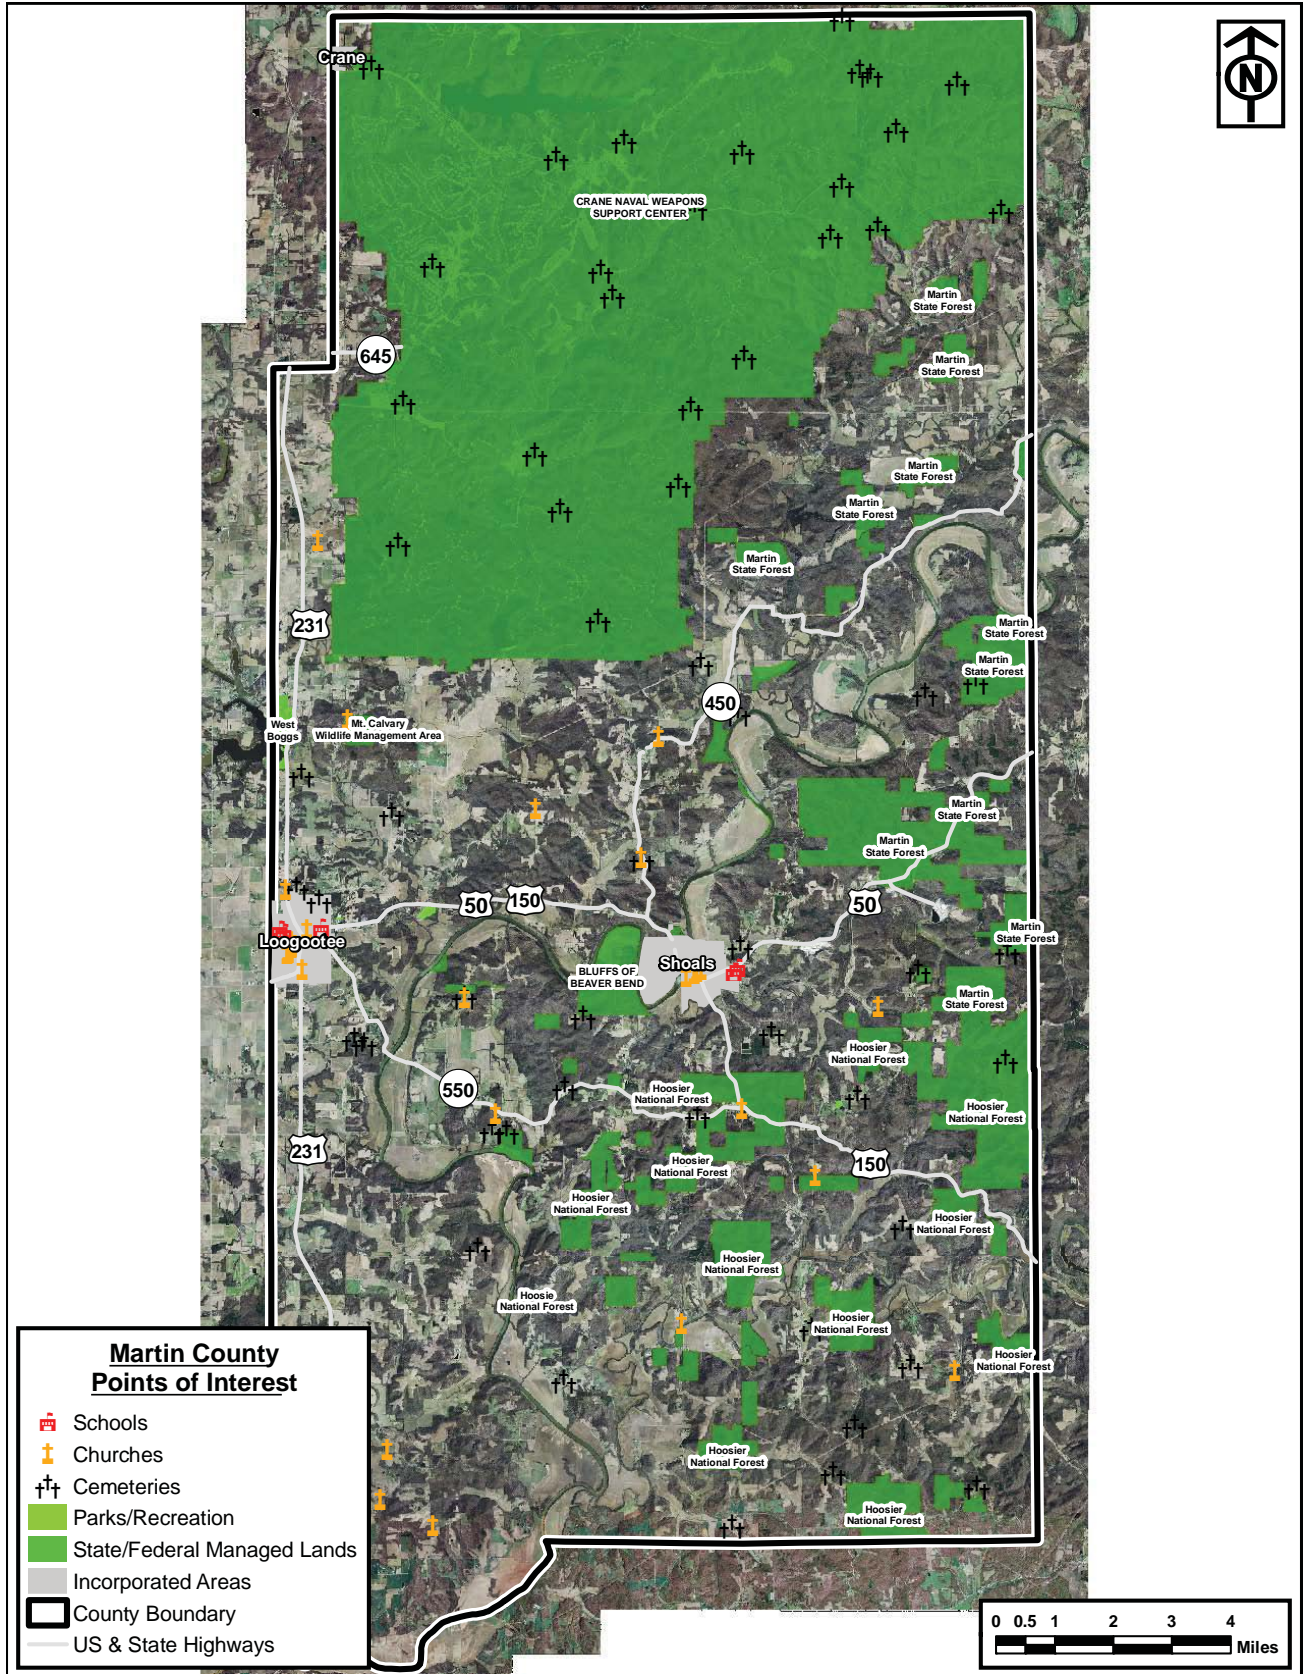 N
Crane
CRANE NAVAL WEAPONS
SUPPORT CENTER
Martin
State Forest
645
Martin
State Forest
Martin
State Forest
Martin
State Forest
Martin
State Forest
231
Martin
State Forest
Martin
State Forest
450
West
Boggs
Mt. Calvary
Wildlife Management Area
Martin
State Forest
Martin
State Forest
50
150
50
Loogootee
Shoals
Martin
State Forest
BLUFFS OF
BEAVER BEND
Martin
State Forest
Hoosier
National Forest
550
Hoosier
National Forest
Hoosier
National Forest
231
150
Hoosier
National Forest
Hoosier
National Forest
Hoosier
National Forest
Hoosier
National Forest
Hoosie
National Forest
Hoosier
National Forest
Hoosier
National Forest
Hoosier
National Forest
Hoosier
National Forest
Martin County
Points of Interest
Schools
Churches
Cemeteries
Parks/Recreation
State/Federal Managed Lands
Incorporated Areas
County Boundary
US & State Highways
0 0.5 1 2 3 4
Miles